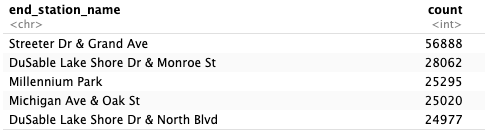 end_station_name count
<chr> <int>
Streeter Dr & Grand Ave 56888
DuSable Lake Shore Dr & Monroe St 28062
Millennium Park 25295
Michigan Ave & Oak St 25020
DuSable Lake Shore Dr & North Blvd 24977